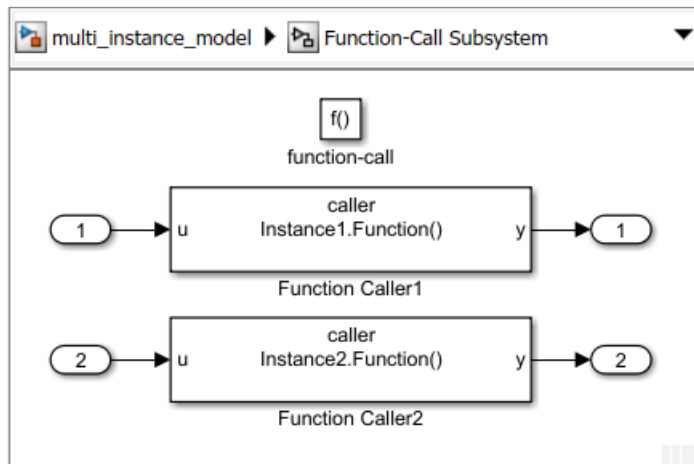 multi_instance_model Function-Call Subsystem
f()
function-call
caller
1 u Instance1.Function() y 1
Function Caller1
caller
2 u Instance2.Function() y 2
Function Caller2